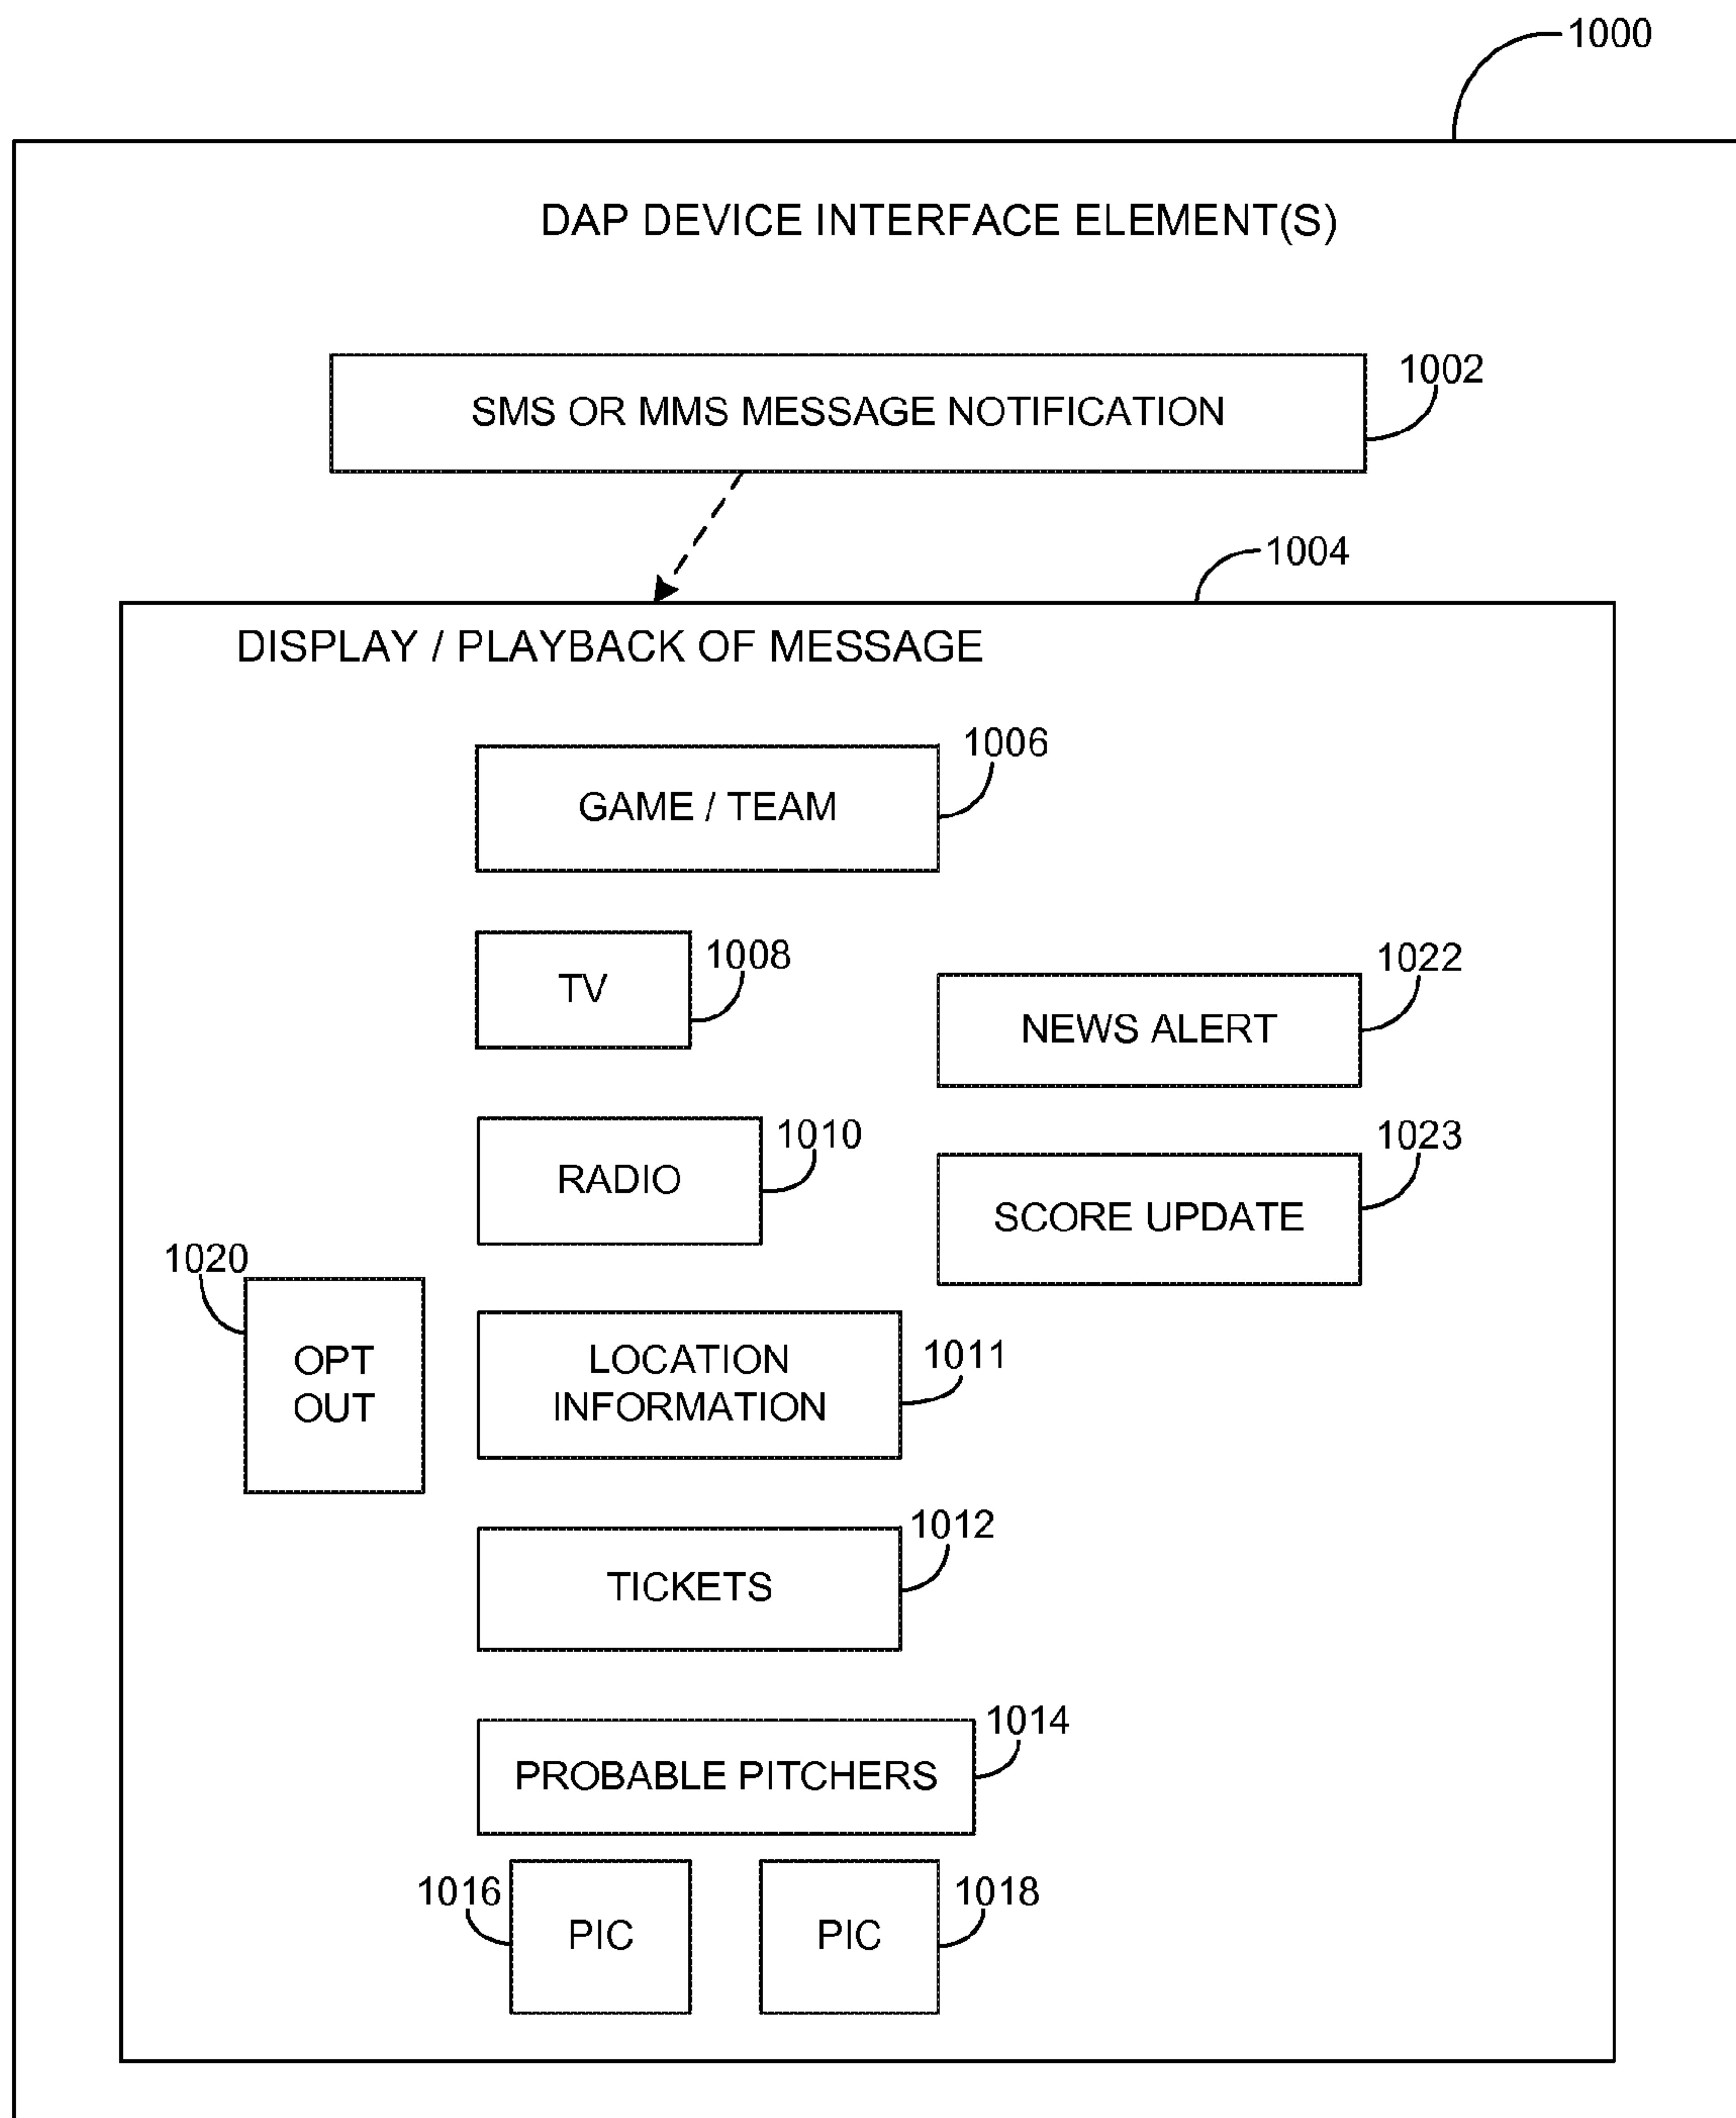 1000
DAP DEVICE INTERFACE ELEMENT(S)
1002
SMS OR MMS MESSAGE NOTIFICATION
1004
DISPLAY / PLAYBACK OF MESSAGE
1006
GAME / TEAM
1008
TV
1022
NEWS ALERT
1010
RADIO
1023
SCORE UPDATE
1020
OPT
OUT
1011
LOCATION
INFORMATION
1012
TICKETS
1014
PROBABLE PITCHERS
1016
PIC
1018
PIC